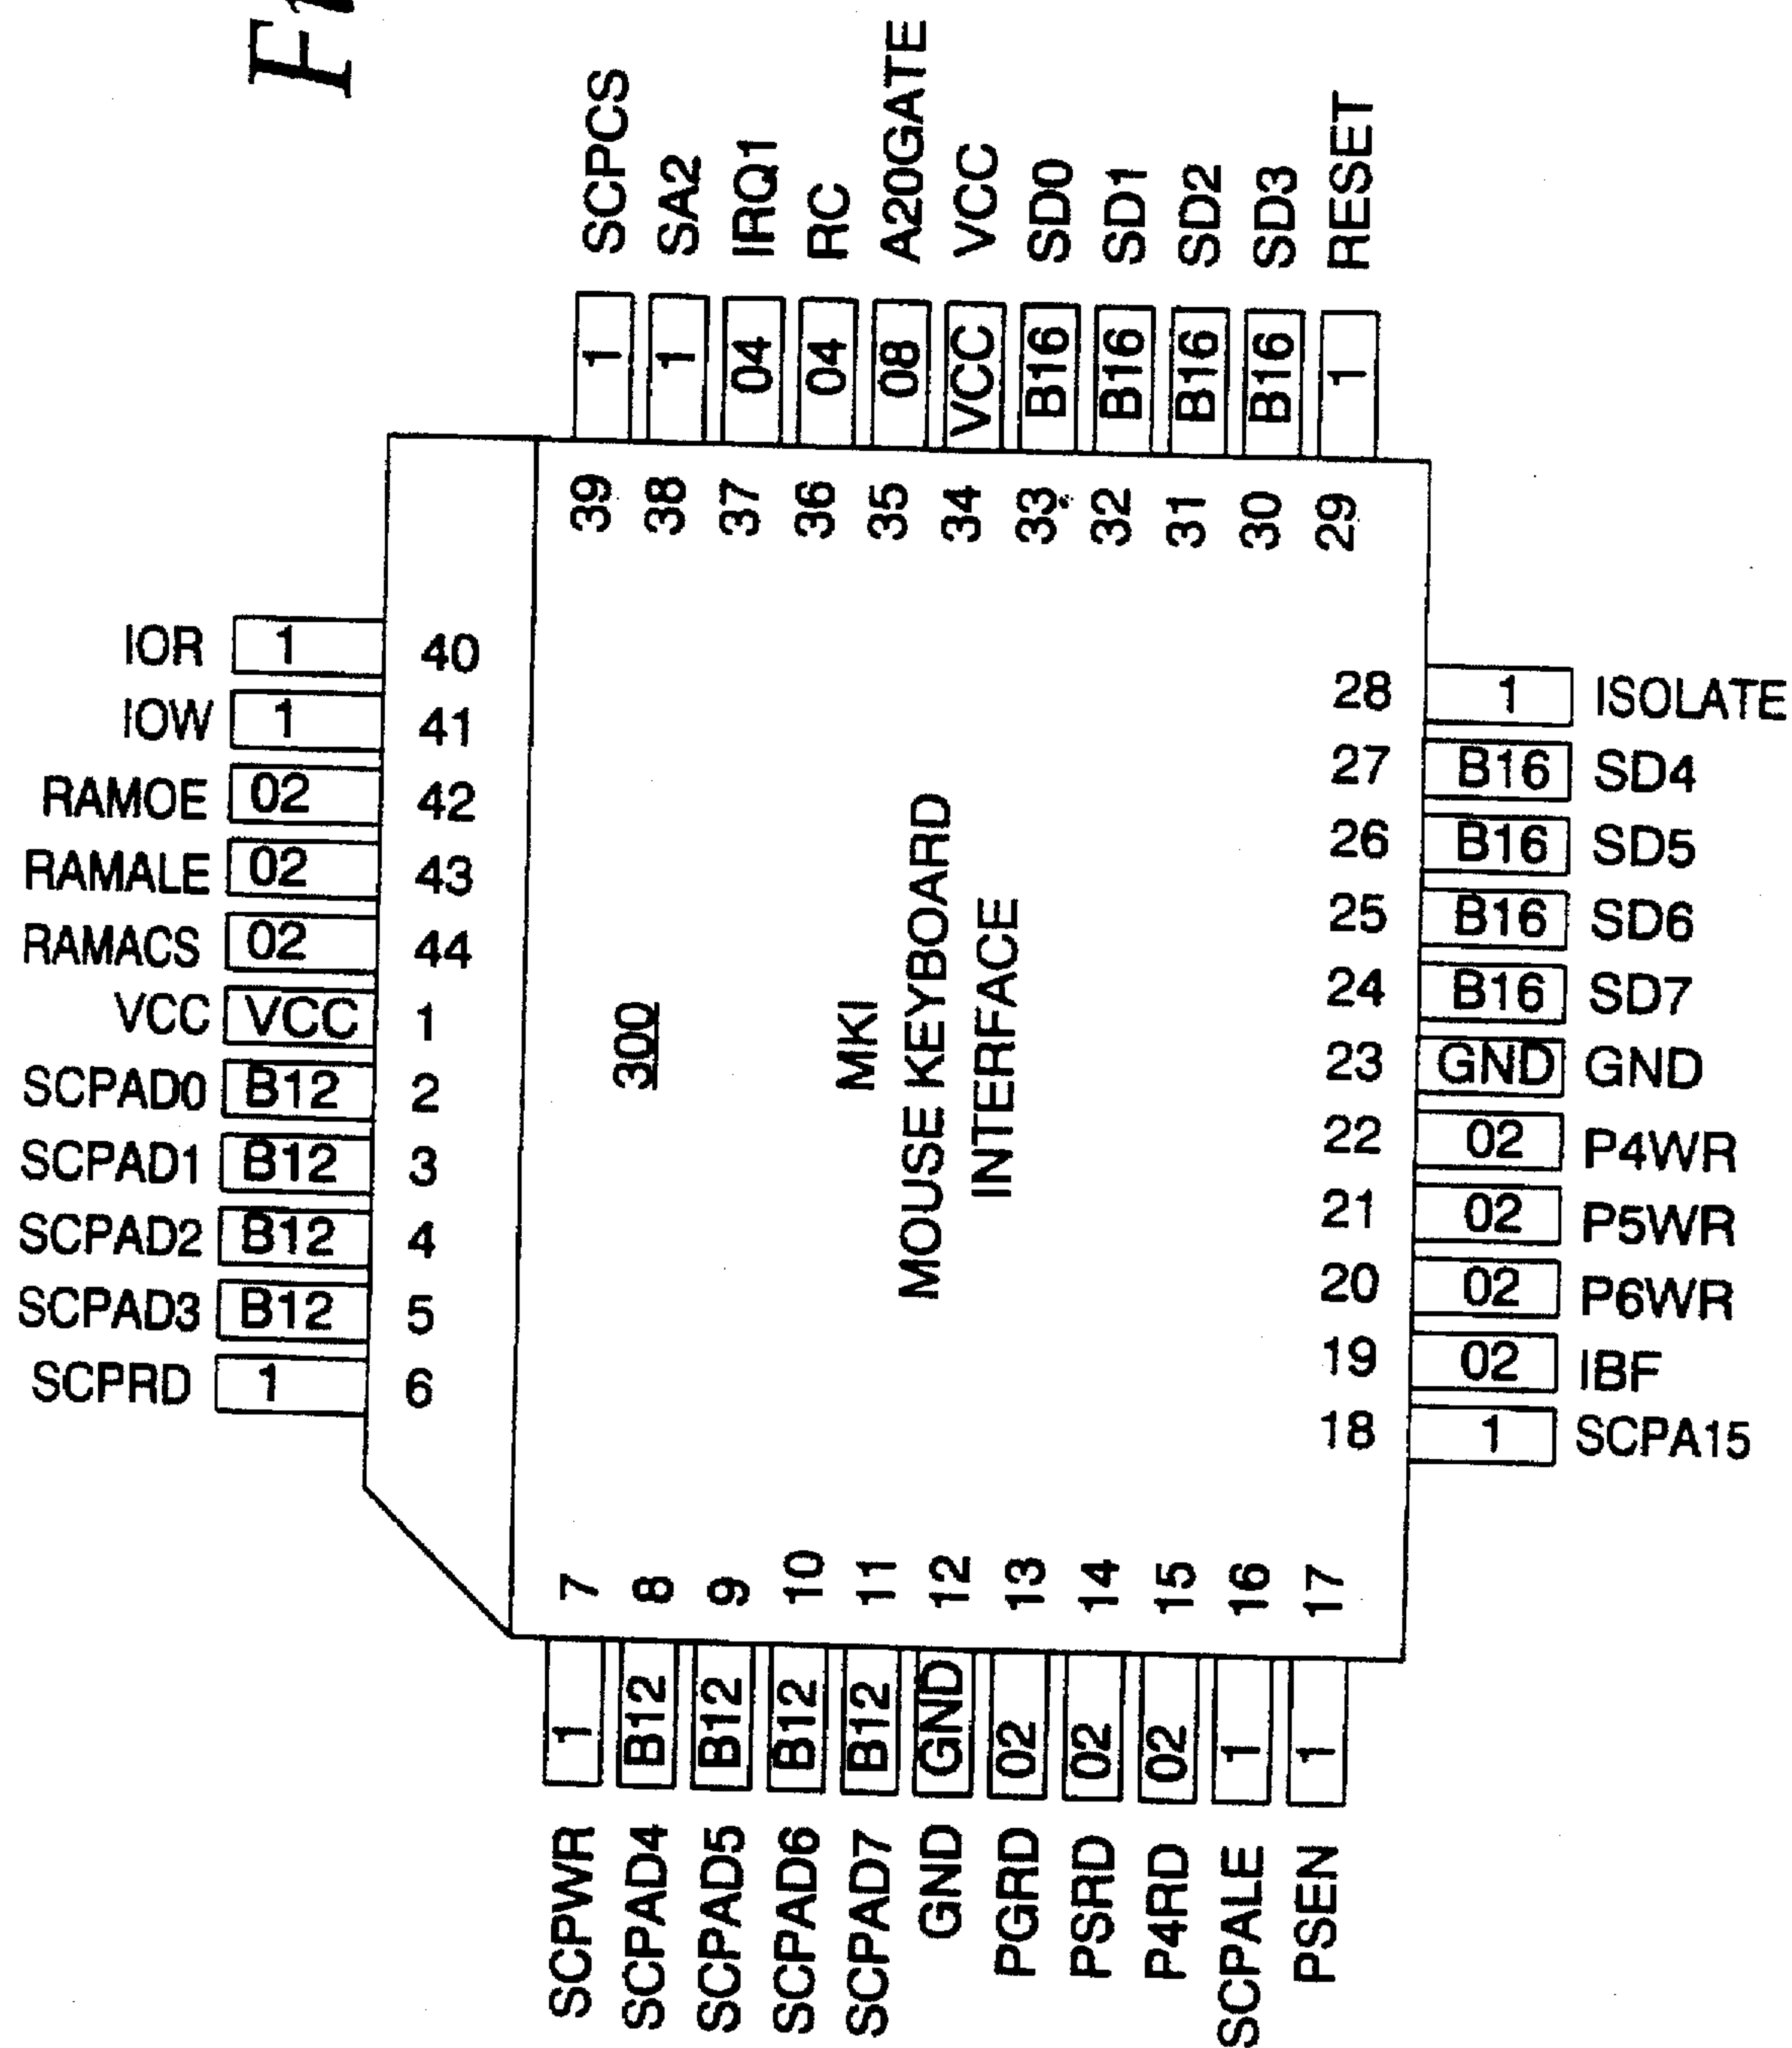 SCPCS 1 39
SA2 1 38
IRQ1 04 37
RC 04 36
A20GATE 08 35
VCC VCC 34
SD0 B16 33
SD1 B16 32
SD2 B16 31
SD3 B16 30
RESET 1 29
IOR 1 40
IOW 1 41
RAMOE 02 42
RAMALE 02 43
RAMACS 02 44
VCC VCC 1
SCPAD0 B12 2
SCPAD1 B12 3
SCPAD2 B12 4
SCPAD3 B12 5
SCPRD 1 6
300
MKI
MOUSE KEYBOARD
INTERFACE
28 1 ISOLATE
27 B16 SD4
26 B16 SD5
25 B16 SD6
24 B16 SD7
23 GND GND
22 02 P4WR
21 02 P5WR
20 02 P6WR
19 02 IBF
18 1 SCPA15
7 1 SCPWR
8 B12 SCPAD4
9 B12 SCPAD5
10 B12 SCPAD6
11 B12 SCPAD7
12 GND GND
13 02 PGRD
14 02 PSRD
15 02 P4RD
16 1 SCPALE
17 1 PSEN